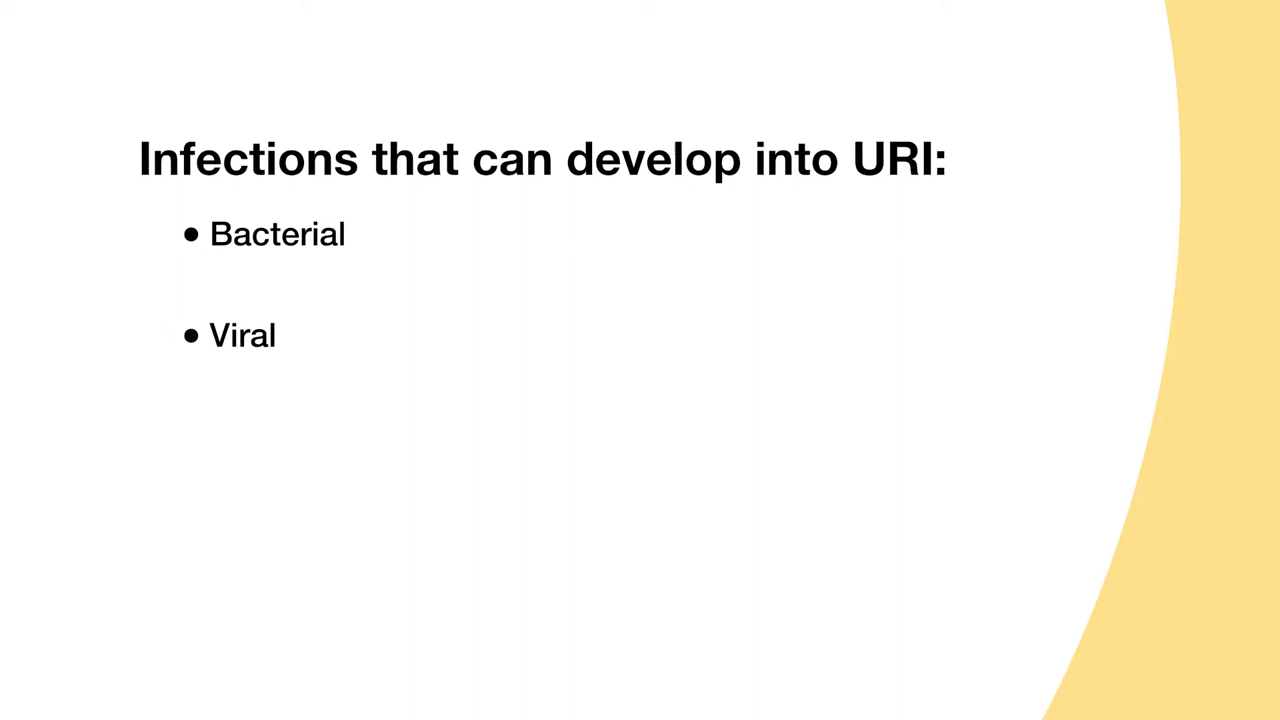 Infections that can develop into URI:
• Bacterial
• Viral